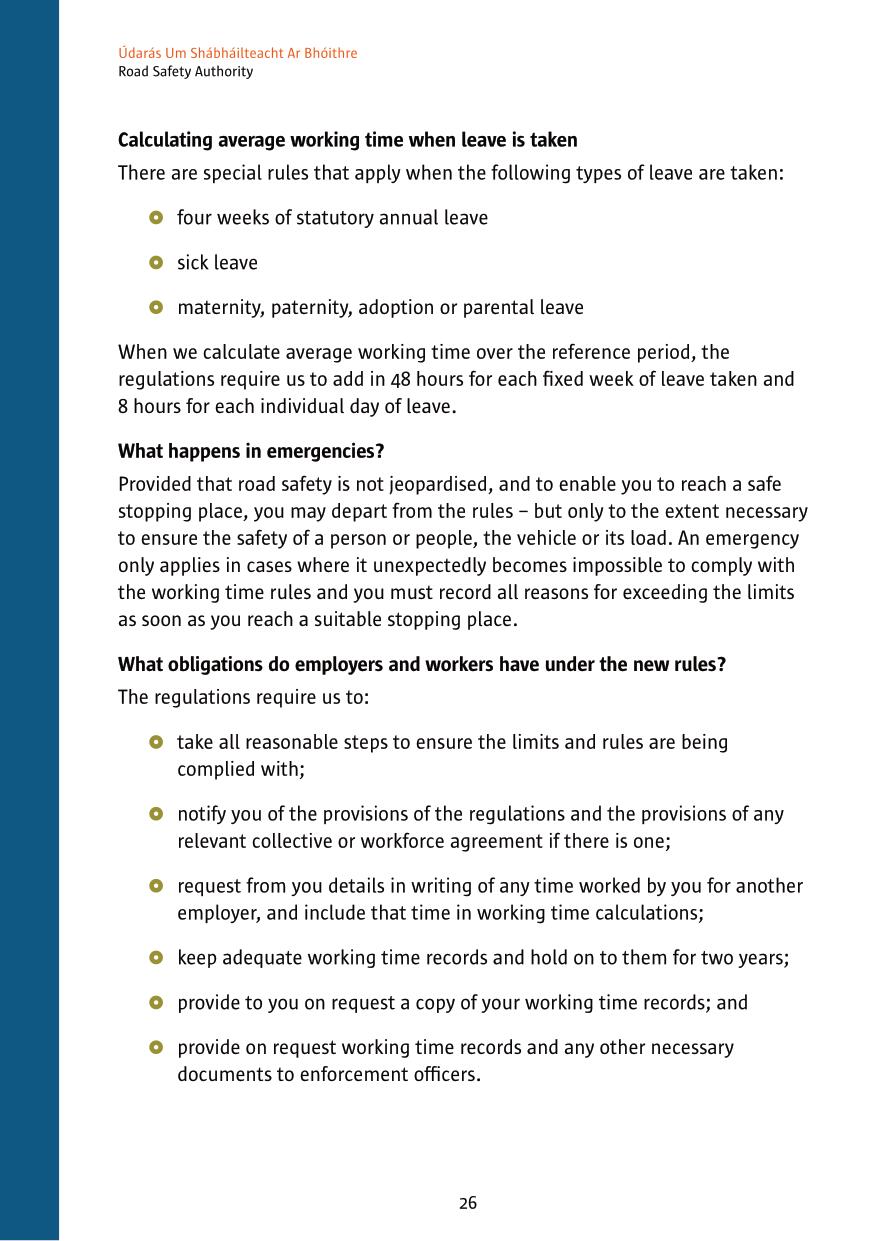 Údarás Um Shábháilteacht Ar Bhóithre
Road Safety Authority
Calculating average working time when leave is taken
There are special rules that apply when the following types of leave are taken:
four weeks of statutory annual leave
sick leave
maternity, paternity, adoption or parental leave
When we calculate average working time over the reference period, the
regulations require us to add in 48 hours for each fixed week of leave taken and
8 hours for each individual day of leave.
What happens in emergencies?
Provided that road safety is not jeopardised, and to enable you to reach a safe
stopping place, you may depart from the rules – but only to the extent necessary
to ensure the safety of a person or people, the vehicle or its load. An emergency
only applies in cases where it unexpectedly becomes impossible to comply with
the working time rules and you must record all reasons for exceeding the limits
as soon as you reach a suitable stopping place.
What obligations do employers and workers have under the new rules?
The regulations require us to:
take all reasonable steps to ensure the limits and rules are being
complied with;
notify you of the provisions of the regulations and the provisions of any
relevant collective or workforce agreement if there is one;
request from you details in writing of any time worked by you for another
employer, and include that time in working time calculations;
keep adequate working time records and hold on to them for two years;
provide to you on request a copy of your working time records; and
provide on request working time records and any other necessary
documents to enforcement officers.
26